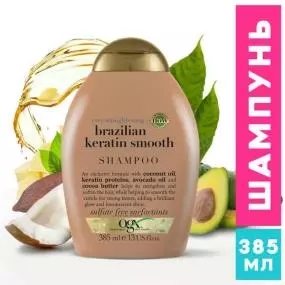 ever straightening +
brazilian
keratin smooth
SHAMPOO
An exclusive formula with coconut oil,
keratin proteins, avocado oil and
cocoa butter helps to strengthen and
soften the hair, while helping to smooth the
cuticle for strong tresses, adding a brilliant
glow and luminescent shine.
sulfate free surfactants
ogx
beauty
385 ml e 13 US fl.oz.
ШАМПУНЬ
385
МЛ